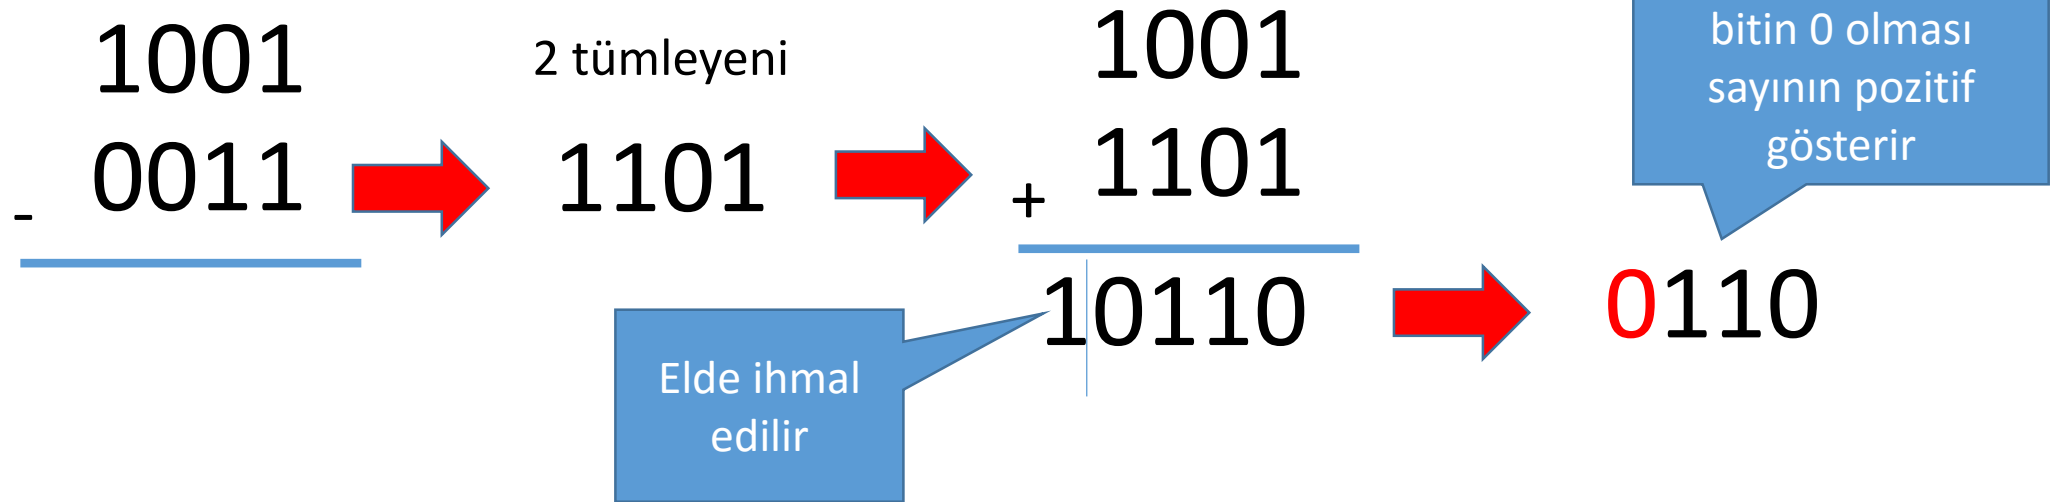 1001
- 0011
2 tümleyeni
1101
1001
+ 1101
10110
Elde ihmal
edilir
bitin 0 olması
sayının pozitif
gösterir
0110